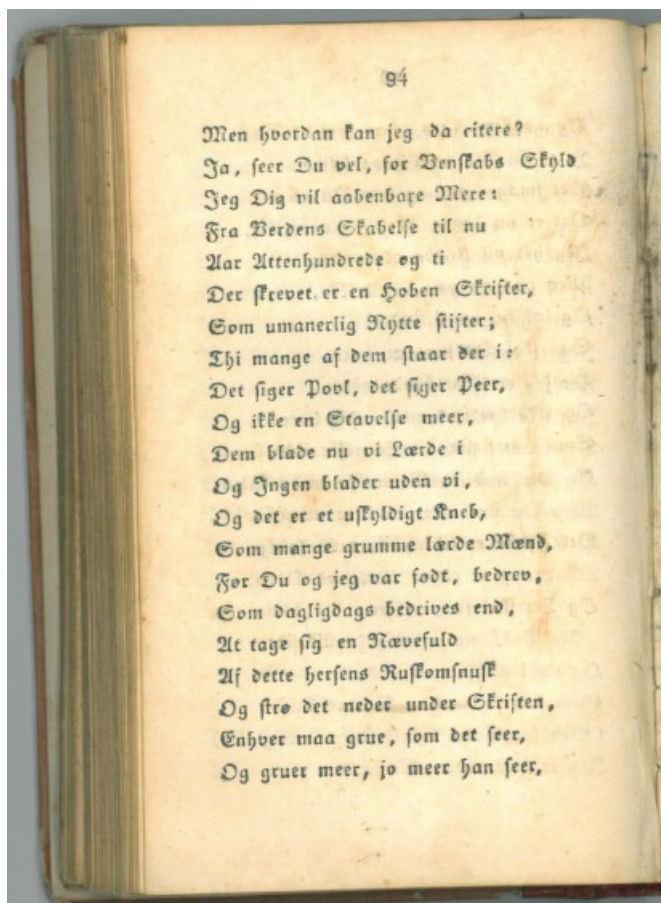 94
Men hvordan kan jeg da citere?
Ja, seer Du vel, for Venskabs Skyld
Jeg Dig vil aabenbare Mere:
Fra Verdens Skabelse til nu
Aar Attenhundrede og ti
Der skrevet er en Hoben Skrifter,
Som umanerlig Nytte stifter;
Thi mange af dem staar der i:
Det siger Povl, det siger Peer,
Og ikke en Stavelse meer,
Dem blade nu vi Lærde i
Og Ingen blader uden vi,
Og det er et uskyldigt Kneb,
Som mange grumme lærde Mænd,
Før Du og jeg var født, bedrev,
Som dagligdags bedrives end,
At tage sig en Nævefuld
Af dette hersens Ruskomsnusk
Og strø det neder under Skriften,
Enhver maa grue, som det seer,
Og gruer meer, jo meer han seer,